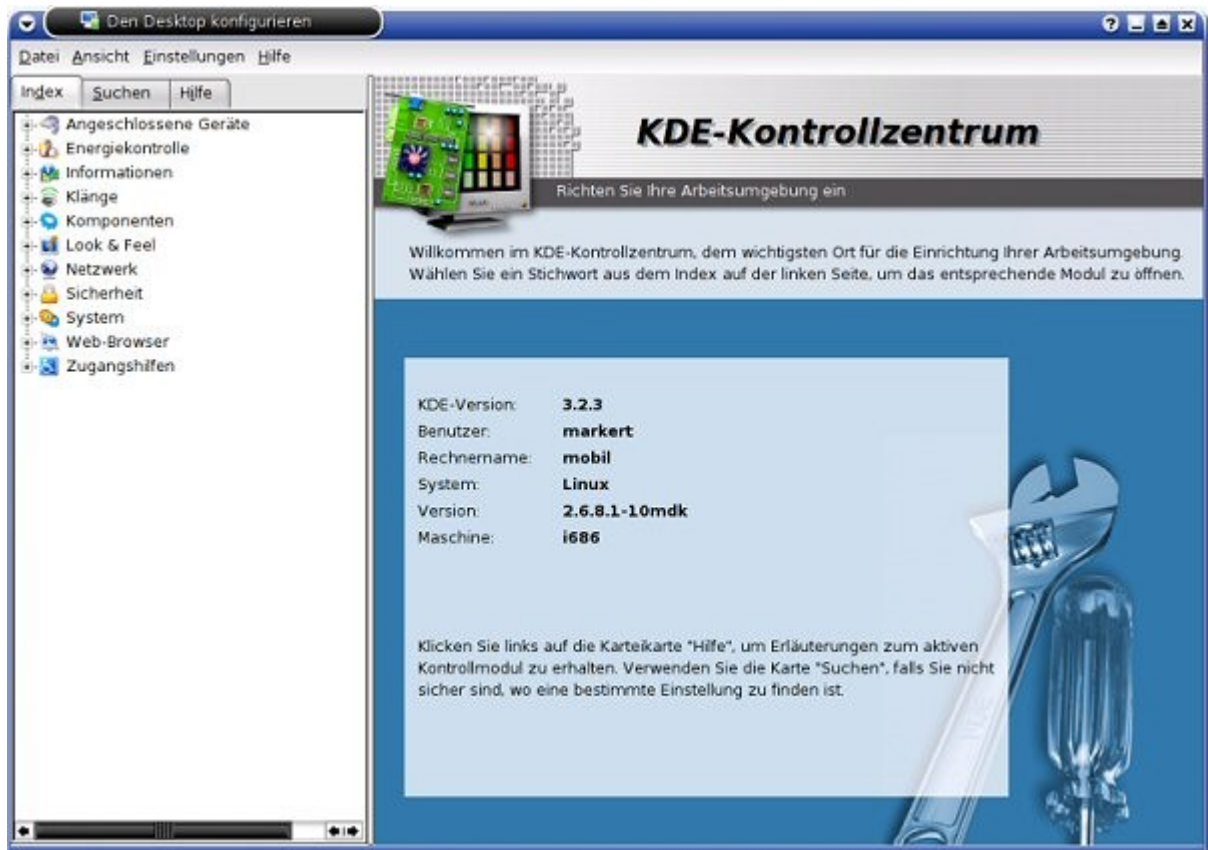 Den Desktop konfigurieren
Datei Ansicht Einstellungen Hilfe
Index Suchen Hilfe
Angeschlossene Geräte
Energiekontrolle
Informationen
Klänge
Komponenten
Look & Feel
Netzwerk
Sicherheit
System
Web-Browser
Zugangshilfen
KDE-Kontrollzentrum
Richten Sie Ihre Arbeitsumgebung ein
Willkommen im KDE-Kontrollzentrum, dem wichtigsten Ort für die Einrichtung Ihrer Arbeitsumgebung.
Wählen Sie ein Stichwort aus dem Index auf der linken Seite, um das entsprechende Modul zu öffnen.
KDE-Version: 3.2.3
Benutzer: markert
Rechnername: mobil
System: Linux
Version: 2.6.8.1-10mdk
Maschine: i686
Klicken Sie links auf die Karteikarte "Hilfe", um Erläuterungen zum aktiven
Kontrollmodul zu erhalten. Verwenden Sie die Karte "Suchen", falls Sie nicht
sicher sind, wo eine bestimmte Einstellung zu finden ist.